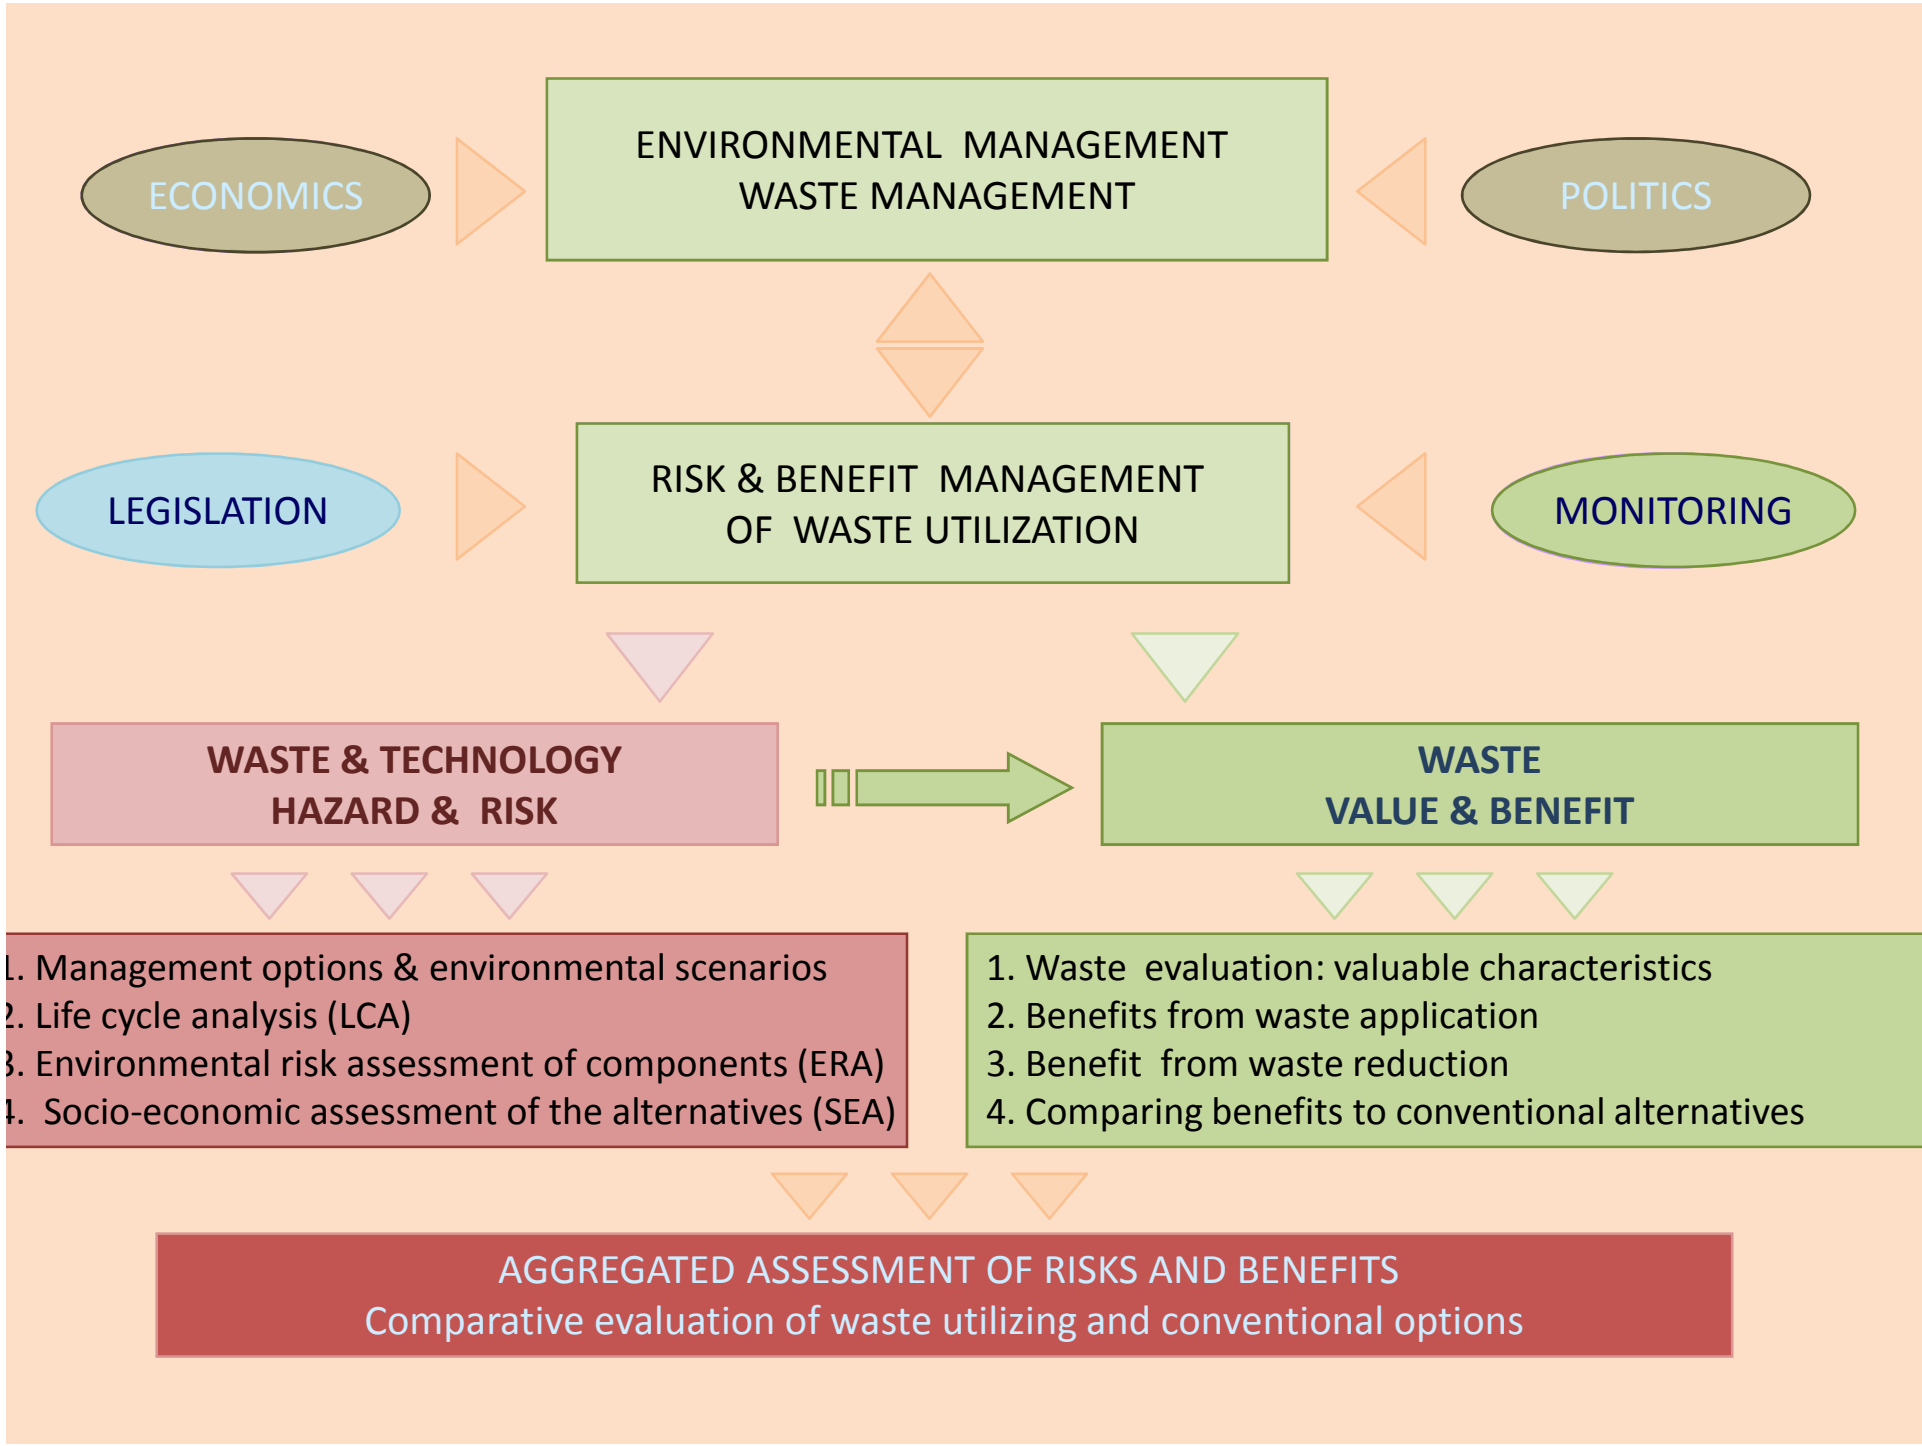 ENVIRONMENTAL MANAGEMENT
WASTE MANAGEMENT
ECONOMICS
POLITICS
RISK & BENEFIT MANAGEMENT
OF WASTE UTILIZATION
LEGISLATION
MONITORING
WASTE & TECHNOLOGY
HAZARD & RISK
WASTE
VALUE & BENEFIT
1. Management options & environmental scenarios
2. Life cycle analysis (LCA)
3. Environmental risk assessment of components (ERA)
4. Socio-economic assessment of the alternatives (SEA)
1. Waste evaluation: valuable characteristics
2. Benefits from waste application
3. Benefit from waste reduction
4. Comparing benefits to conventional alternatives
AGGREGATED ASSESSMENT OF RISKS AND BENEFITS
Comparative evaluation of waste utilizing and conventional options